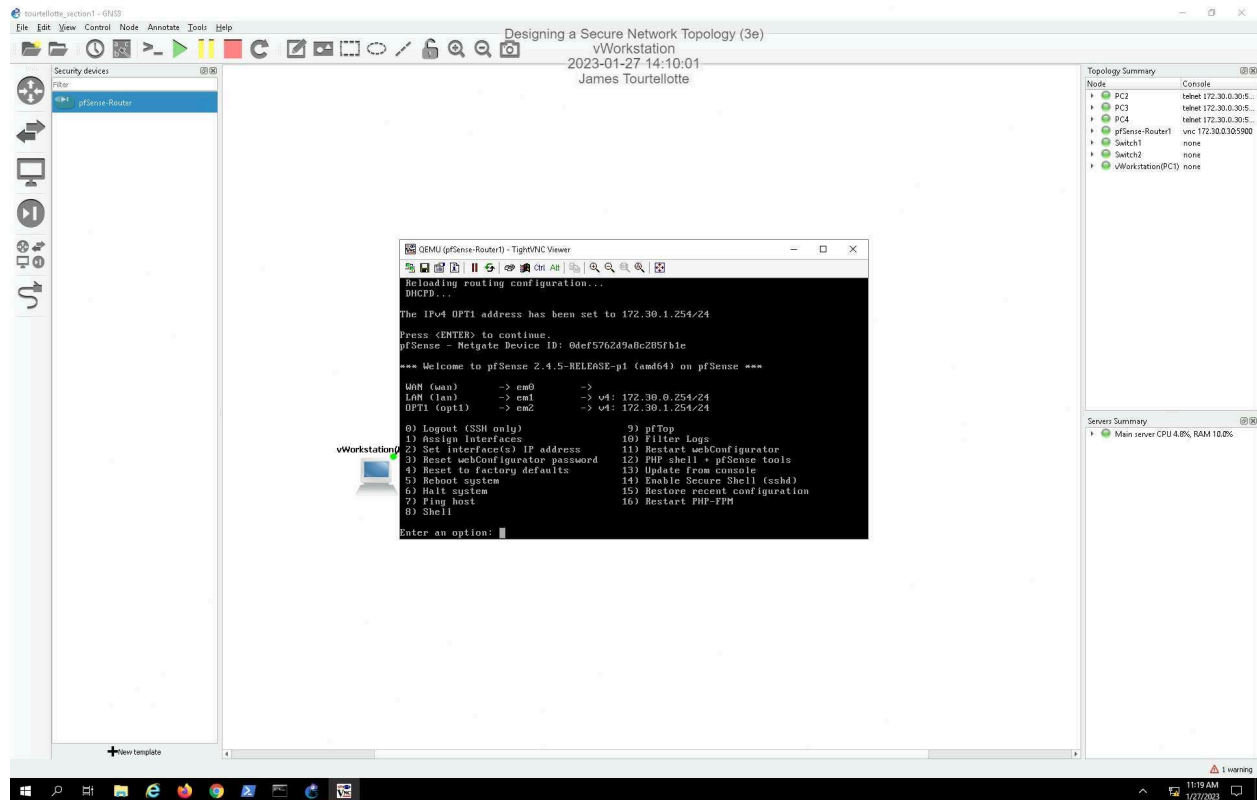 tourtellotte_section1 - GNS3
File Edit View Control Node Annotate Tools Help
Designing a Secure Network Topology (3e)
vWorkstation
2023-01-27 14:10:01
James Tourtellotte
Security devices
Filter
pfSense-Router
New template
vWorkstation(
QEMU (pfSense-Router1) - TightVNC Viewer
Ctrl Alt
Reloading routing configuration...
DHCPD...
The IPv4 OPT1 address has been set to 172.30.1.254/24
Press <ENTER> to continue.
pfSense - Netgate Device ID: 0def5762d9a8c285fb1e
*** Welcome to pfSense 2.4.5-RELEASE-p1 (amd64) on pfSense ***
WAN (wan) -> em0 ->
LAN (lan) -> em1 -> v4: 172.30.0.254/24
OPT1 (opt1) -> em2 -> v4: 172.30.1.254/24
0) Logout (SSH only) 9) pfTop
1) Assign Interfaces 10) Filter Logs
2) Set interface(s) IP address 11) Restart webConfigurator
3) Reset webConfigurator password 12) PHP shell + pfSense tools
4) Reset to factory defaults 13) Update from console
5) Reboot system 14) Enable Secure Shell (sshd)
6) Halt system 15) Restore recent configuration
7) Ping host 16) Restart PHP-FPM
8) Shell
Enter an option:
Topology Summary
Node Console
PC2 telnet 172.30.0.30:5...
PC3 telnet 172.30.0.30:5...
PC4 telnet 172.30.0.30:5...
pfSense-Router1 vnc 172.30.0.30:5900
Switch1 none
Switch2 none
vWorkstation(PC1) none
Servers Summary
Main server CPU 4.8%, RAM 10.0%
1 warning
11:19 AM
1/27/2023